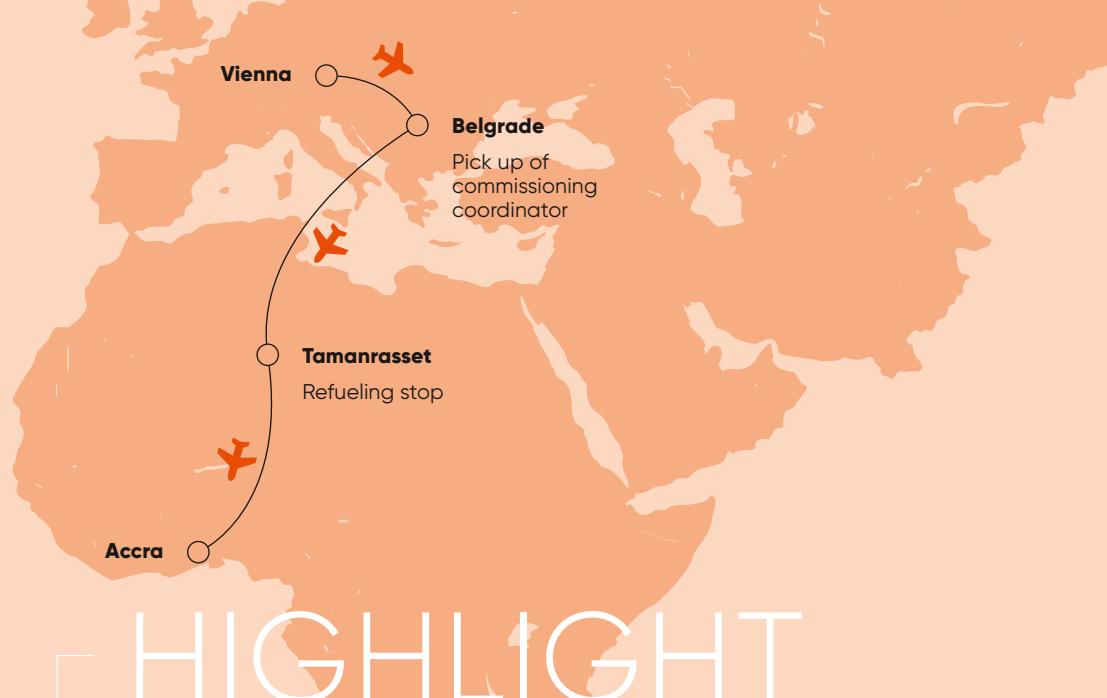 Vienna
Belgrade
Pick up of
commissioning
coordinator
Tamanrasset
Refueling stop
Accra
HIGHLIGHT